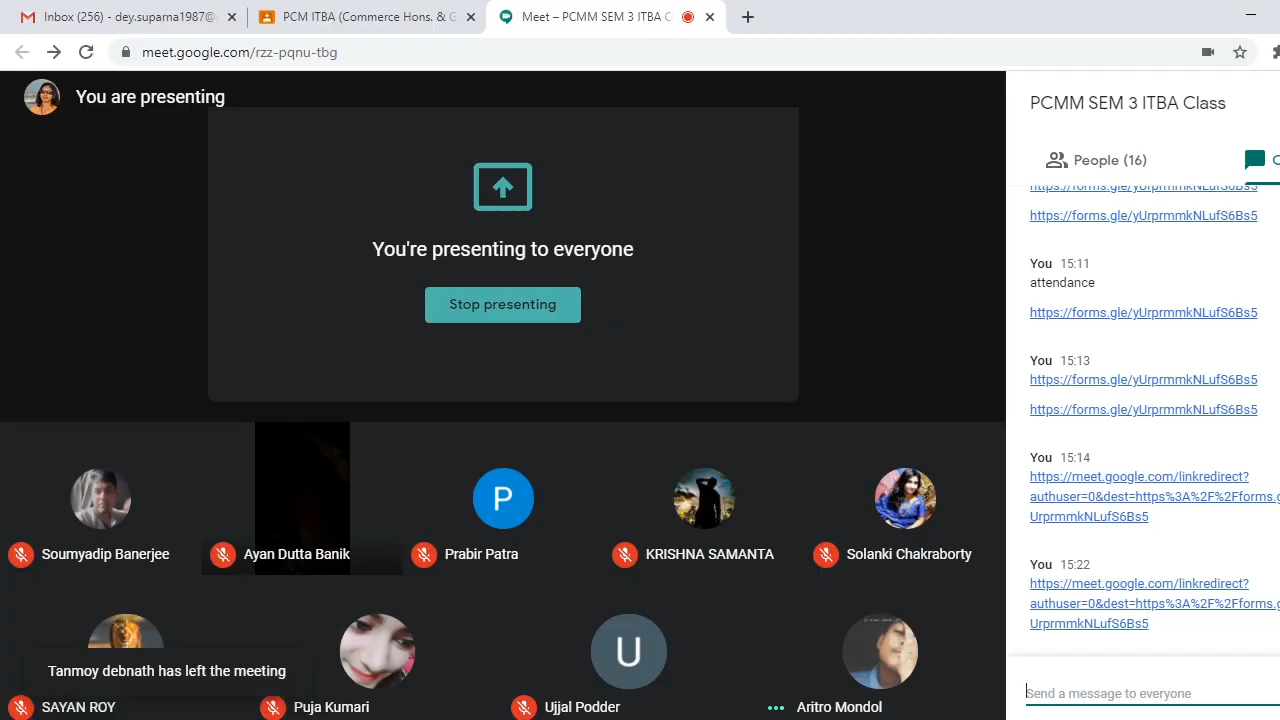 Inbox (256) - dey.suparna1987@
PCM ITBA (Commerce Hons. & G
Meet – PCMM SEM 3 ITBA C
meet.google.com/rzz-pqnu-tbg
You are presenting
You're presenting to everyone
Stop presenting
Soumyadip Banerjee
Ayan Dutta Banik
P
Prabir Patra
KRISHNA SAMANTA
Solanki Chakraborty
Tanmoy debnath has left the meeting
SAYAN ROY
Puja Kumari
U
Ujjal Podder
Aritro Mondol
PCMM SEM 3 ITBA Class
People (16)
https://forms.gle/yUrprmmkNLufS6Bs5
https://forms.gle/yUrprmmkNLufS6Bs5
You 15:11
attendance
https://forms.gle/yUrprmmkNLufS6Bs5
You 15:13
https://forms.gle/yUrprmmkNLufS6Bs5
https://forms.gle/yUrprmmkNLufS6Bs5
You 15:14
https://meet.google.com/linkredirect?
authuser=0&dest=https%3A%2F%2Fforms.g
UrprmmkNLufS6Bs5
You 15:22
https://meet.google.com/linkredirect?
authuser=0&dest=https%3A%2F%2Fforms.g
UrprmmkNLufS6Bs5
Send a message to everyone